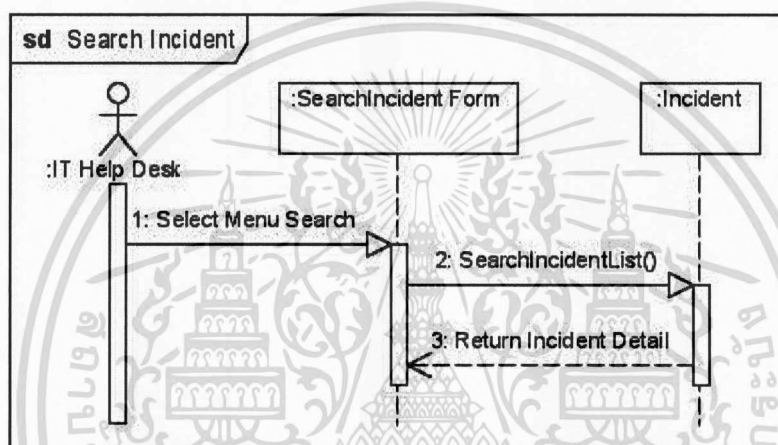 sd Search Incident
:SearchIncident Form
:Incident
:IT Help Desk
1: Select Menu Search
2: SearchIncidentList()
3: Return Incident Detail